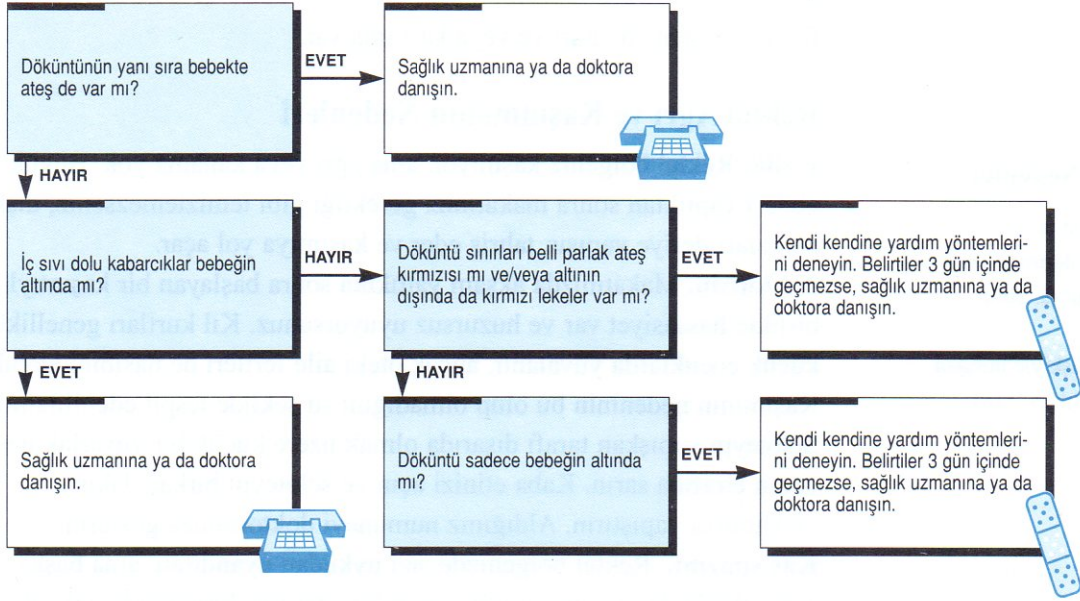 Döküntünün yanı sıra bebekte
ateş de var mı?
EVET
Sağlık uzmanına ya da doktora
danışın.
HAYIR
İç sıvı dolu kabarcıklar bebeğin
altında mı?
HAYIR
Döküntü sınırları belli parlak ateş
kırmızısı mı ve/veya altının
dışında da kırmızı lekeler var mı?
EVET
Kendi kendine yardım yöntemleri-
ni deneyin. Belirtiler 3 gün içinde
geçmezse, sağlık uzmanına ya da
doktora danışın.
EVET
HAYIR
Sağlık uzmanına ya da doktora
danışın.
Döküntü sadece bebeğin altında
mı?
EVET
Kendi kendine yardım yöntemleri-
ni deneyin. Belirtiler 3 gün içinde
geçmezse, sağlık uzmanına ya da
doktora danışın.